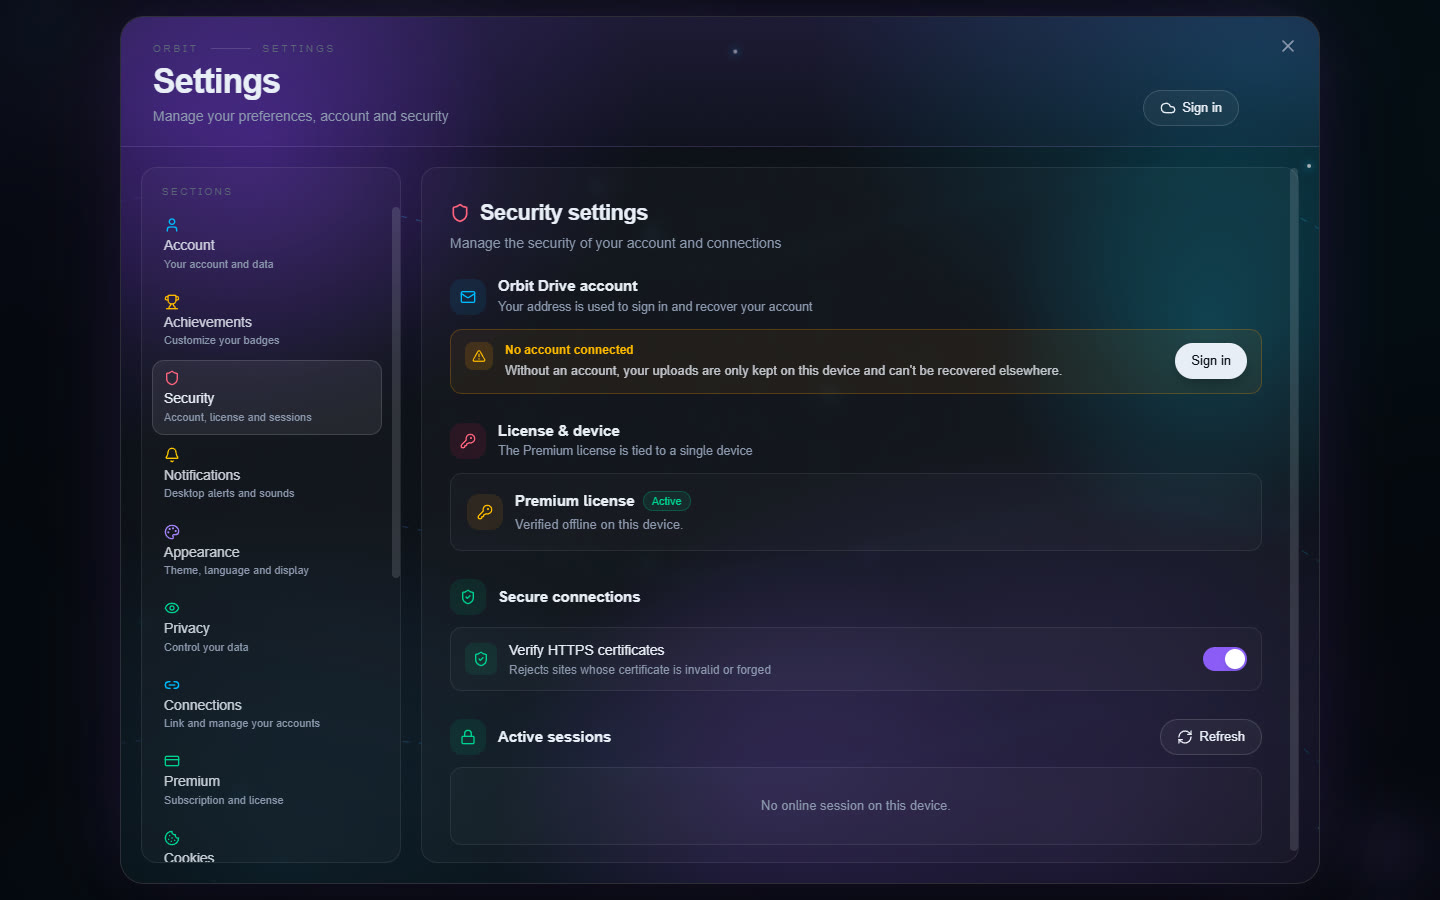 ORBIT SETTINGS
Settings
Manage your preferences, account and security
Sign in
SECTIONS
Account
Your account and data
Achievements
Customize your badges
Security
Account, license and sessions
Notifications
Desktop alerts and sounds
Appearance
Theme, language and display
Privacy
Control your data
Connections
Link and manage your accounts
Premium
Subscription and license
Cookies
Security settings
Manage the security of your account and connections
Orbit Drive account
Your address is used to sign in and recover your account
No account connected
Without an account, your uploads are only kept on this device and can't be recovered elsewhere.
Sign in
License & device
The Premium license is tied to a single device
Premium license Active
Verified offline on this device.
Secure connections
Verify HTTPS certificates
Rejects sites whose certificate is invalid or forged
Active sessions
Refresh
No online session on this device.